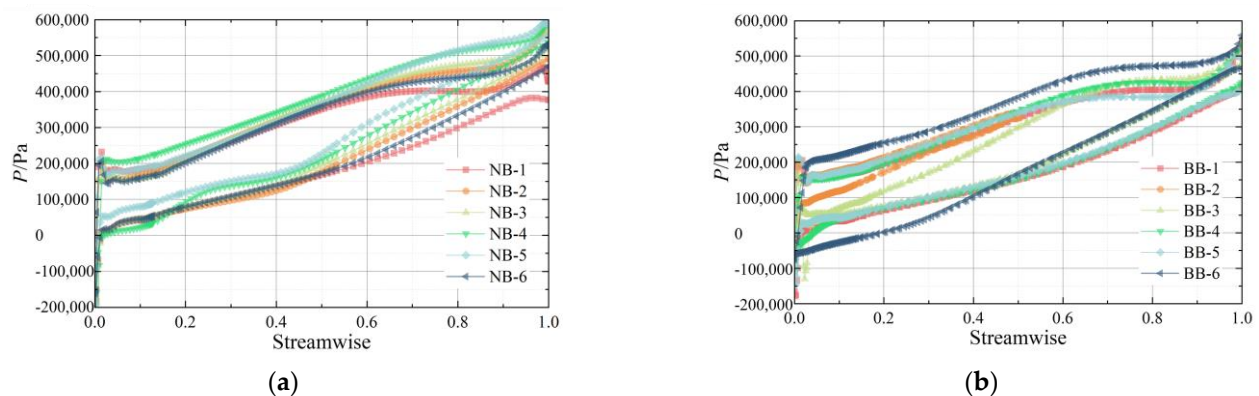 600,000
500,000
400,000
300,000
200,000
100,000
0
-100,000
-200,000
P/Pa
NB-1
NB-2
NB-3
NB-4
NB-5
NB-6
0.0 0.2 0.4 0.6 0.8 1.0
Streamwise
(a)
600,000
500,000
400,000
300,000
200,000
100,000
0
-100,000
-200,000
P/Pa
BB-1
BB-2
BB-3
BB-4
BB-5
BB-6
0.0 0.2 0.4 0.6 0.8 1.0
Streamwise
(b)